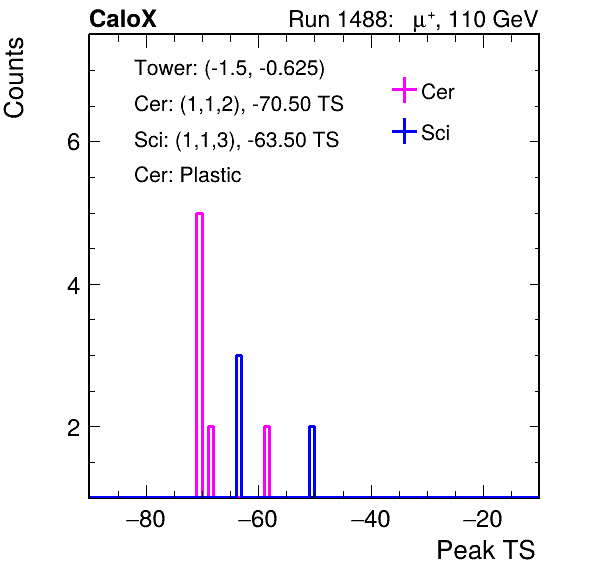 CaloX Run 1488: μ⁺, 110 GeV
Counts
Tower: (-1.5, -0.625)
Cer: (1,1,2), -70.50 TS
Sci: (1,1,3), -63.50 TS
Cer: Plastic
Cer
Sci
6
4
2
−80 −60 −40 −20
Peak TS